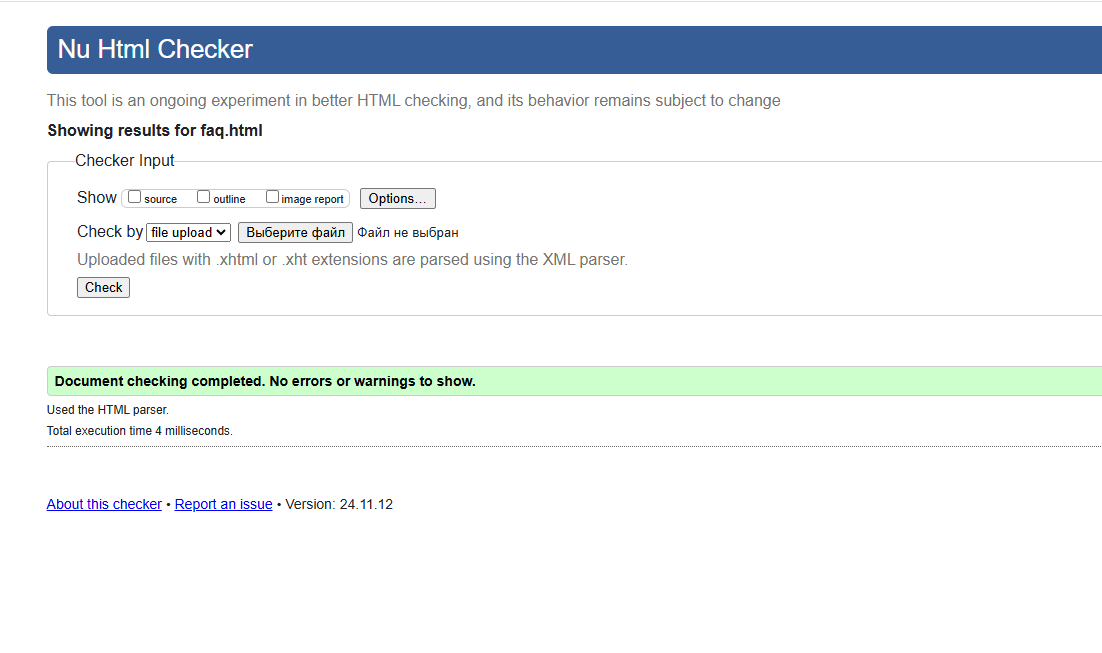 Nu Html Checker
This tool is an ongoing experiment in better HTML checking, and its behavior remains subject to change
Showing results for faq.html
Checker Input
Show source outline image report Options...
Check by file upload Выберите файл Файл не выбран
Uploaded files with .xhtml or .xht extensions are parsed using the XML parser.
Check
Document checking completed. No errors or warnings to show.
Used the HTML parser.
Total execution time 4 milliseconds.
About this checker • Report an issue • Version: 24.11.12